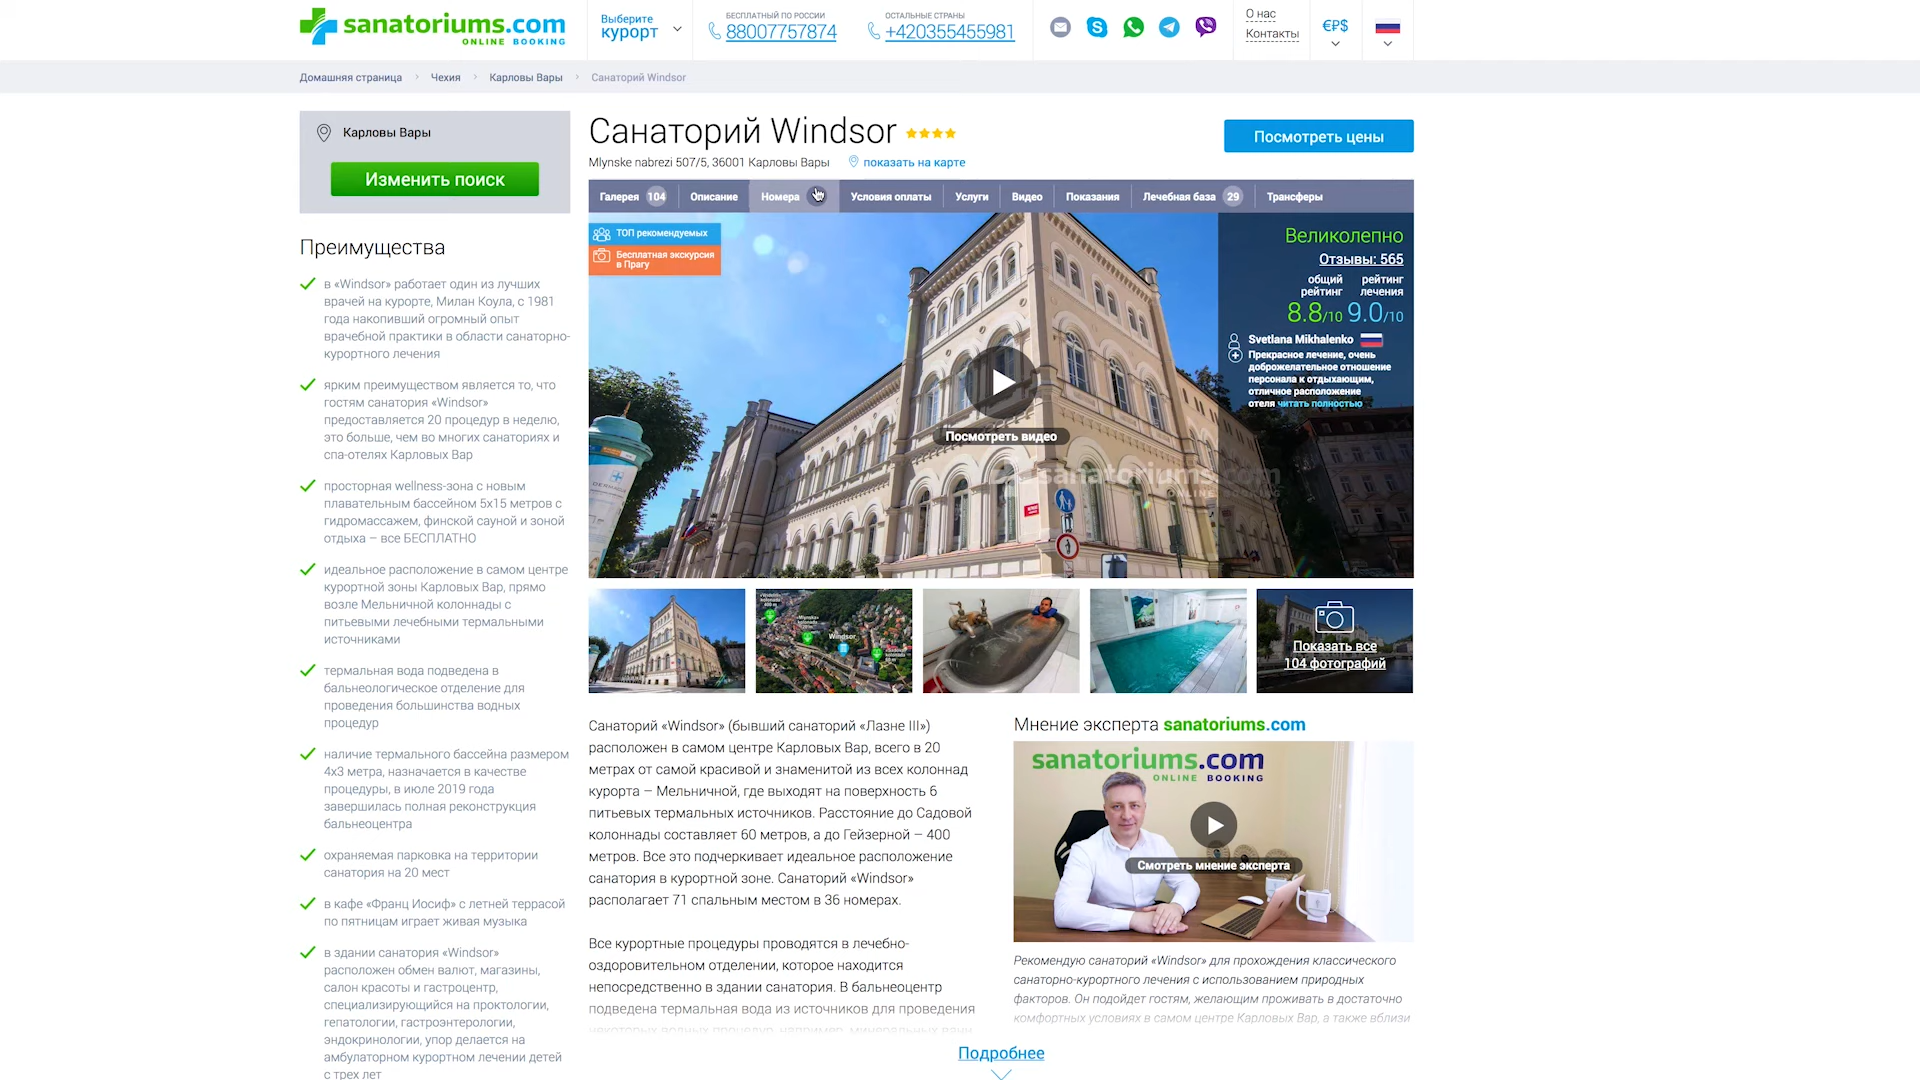 sanatoriums.com
ONLINE BOOKING
Выберите
курорт
БЕСПЛАТНЫЙ ПО РОССИИ
88007757874
ОСТАЛЬНЫЕ СТРАНЫ
+420355455981
О нас
Контакты
€₽$
Домашняя страница
Чехия
Карловы Вары
Санаторий Windsor
Карловы Вары
Изменить поиск
Преимущества
в «Windsor» работает один из лучших
врачей на курорте, Милан Коула, с 1981
года накопивший огромный опыт
врачебной практики в области санаторно-
курортного лечения
ярким преимуществом является то, что
гостям санатория «Windsor»
предоставляется 20 процедур в неделю,
это больше, чем во многих санаториях и
спа-отелях Карловых Вар
просторная wellness-зона с новым
плавательным бассейном 5х15 метров с
гидромассажем, финской сауной и зоной
отдыха – все БЕСПЛАТНО
идеальное расположение в самом центре
курортной зоны Карловых Вар, прямо
возле Мельничной колоннады с
питьевыми лечебными термальными
источниками
термальная вода подведена в
бальнеологическое отделение для
проведения большинства водных
процедур
наличие термального бассейна размером
4х3 метра, назначается в качестве
процедуры, в июле 2019 года
завершилась полная реконструкция
бальнеоцентра
охраняемая парковка на территории
санатория на 20 мест
в кафе «Франц Иосиф» с летней террасой
по пятницам играет живая музыка
в здании санатория «Windsor»
расположен обмен валют, магазины,
салон красоты и гастроцентр,
специализирующийся на проктологии,
гепатологии, гастроэнтерологии,
эндокринологии, упор делается на
амбулаторном курортном лечении детей
с трех лет
Санаторий Windsor
Mlynske nabrezi 507/5, 36001 Карловы Вары
показать на карте
Посмотреть цены
Галерея 104
Описание
Номера
Условия оплаты
Услуги
Видео
Показания
Лечебная база 29
Трансферы
ТОП рекомендуемых
Бесплатная экскурсия
в Прагу
Великолепно
Отзывы: 565
общий рейтинг
рейтинг лечения
8.8/10 9.0/10
Svetlana Mikhalenko
Прекрасное лечение, очень
доброжелательное отношение
персонала к отдыхающим,
отличное расположение
отеля читать полностью
Посмотреть видео
sanatoriums.com
ONLINE BOOKING
Windsor
Показать все
104 фотографий
Санаторий «Windsor» (бывший санаторий «Лазне III»)
расположен в самом центре Карловых Вар, всего в 20
метрах от самой красивой и знаменитой из всех колоннад
курорта – Мельничной, где выходят на поверхность 6
питьевых термальных источников. Расстояние до Садовой
колоннады составляет 60 метров, а до Гейзерной – 400
метров. Все это подчеркивает идеальное расположение
санатория в курортной зоне. Санаторий «Windsor»
располагает 71 спальным местом в 36 номерах.
Все курортные процедуры проводятся в лечебно-
оздоровительном отделении, которое находится
непосредственно в здании санатория. В бальнеоцентр
подведена термальная вода из источников для проведения
некоторых водных процедур, например, минеральных ванн
Мнение эксперта sanatoriums.com
sanatoriums.com
ONLINE BOOKING
Смотреть мнение эксперта
Рекомендую санаторий «Windsor» для прохождения классического
санаторно-курортного лечения с использованием природных
факторов. Он подойдет гостям, желающим проживать в достаточно
комфортных условиях в самом центре Карловых Вар, а также вблизи
Подробнее